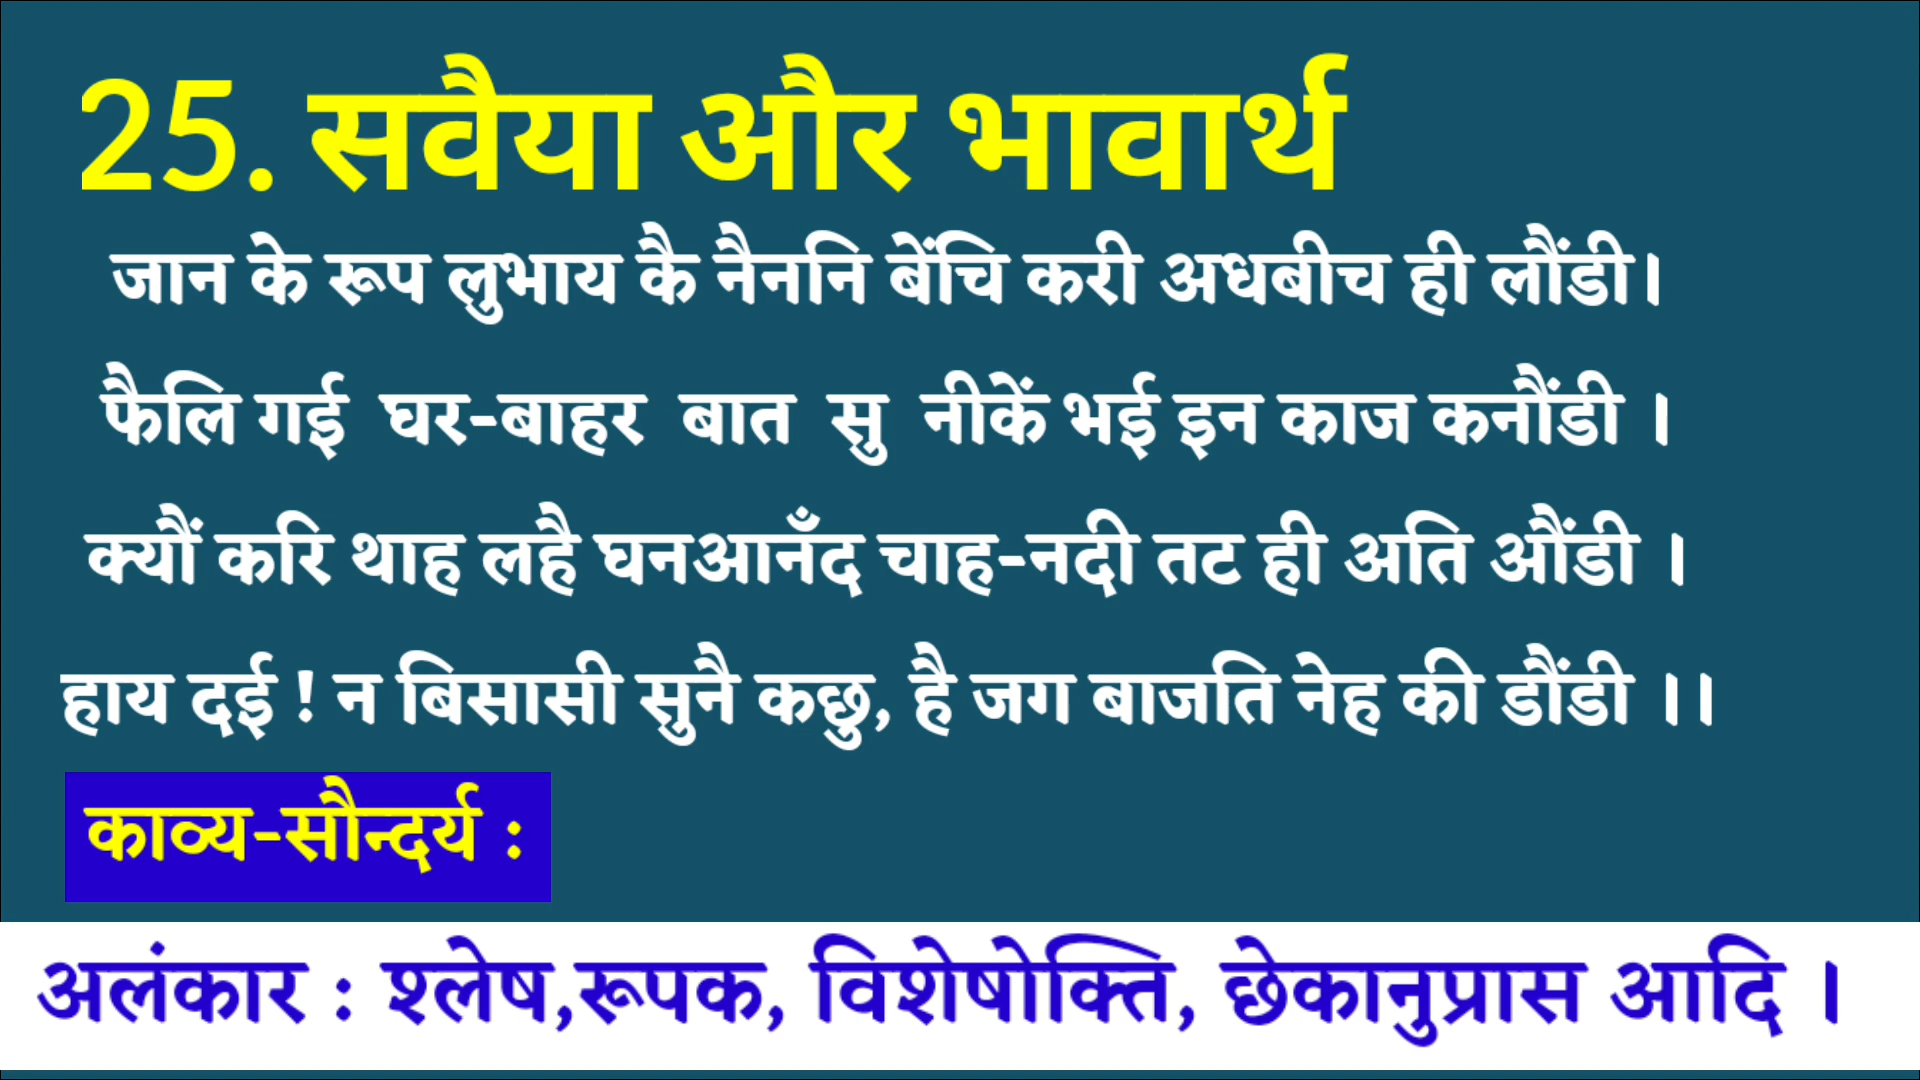 25. सवैया और भावार्थ
जान के रूप लुभाय कै नैननि बेंचि करी अधबीच ही लौंडी।
फैलि गई घर-बाहर बात सु नीकें भई इन काज कनौंडी ।
क्यौं करि थाह लहै घनआनँद चाह-नदी तट ही अति औंडी ।
हाय दई ! न बिसासी सुनै कछु, है जग बाजति नेह की डौंडी ।।
काव्य-सौन्दर्य :
अलंकार : श्लेष,रूपक, विशेषोक्ति, छेकानुप्रास आदि ।